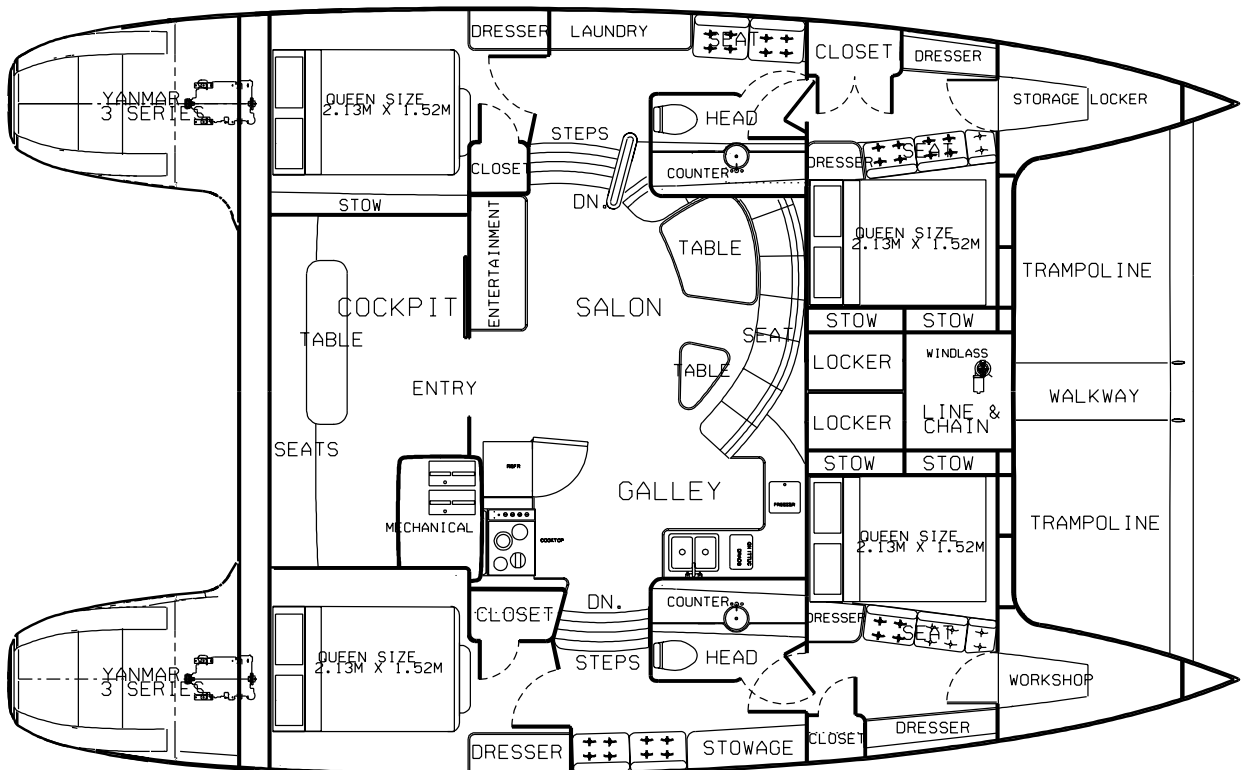 DRESSER
LAUNDRY
SEAT
CLOSET
DRESSER
YANMAR
3 SERIES
QUEEN SIZE
2.13M X 1.52M
HEAD
STORAGE LOCKER
STEPS
SEAT
CLOSET
COUNTER
DRESSER
STOW
DN.
ENTERTAINMENT
TABLE
QUEEN SIZE
2.13M X 1.52M
TRAMPOLINE
COCKPIT
SALON
STOW
STOW
TABLE
SEAT
WINDLASS
LOCKER
TABLE
ENTRY
WALKWAY
LOCKER
LINE &
CHAIN
SEATS
STOW
STOW
REFR
GALLEY
FREEZER
MECHANICAL
COOKTOP
QUEEN SIZE
2.13M X 1.52M
TRAMPOLINE
DN.
COUNTER
CLOSET
DRESSER
SEAT
STEPS
HEAD
YANMAR
3 SERIES
QUEEN SIZE
2.13M X 1.52M
WORKSHOP
DRESSER
STOWAGE
CLOSET
DRESSER